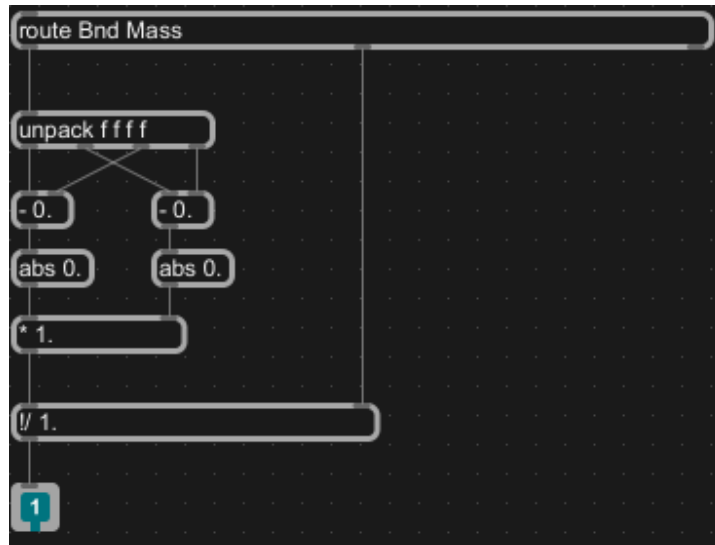 route Bnd Mass
unpack f f f f
- 0.
- 0.
abs 0.
abs 0.
* 1.
!/ 1.
1